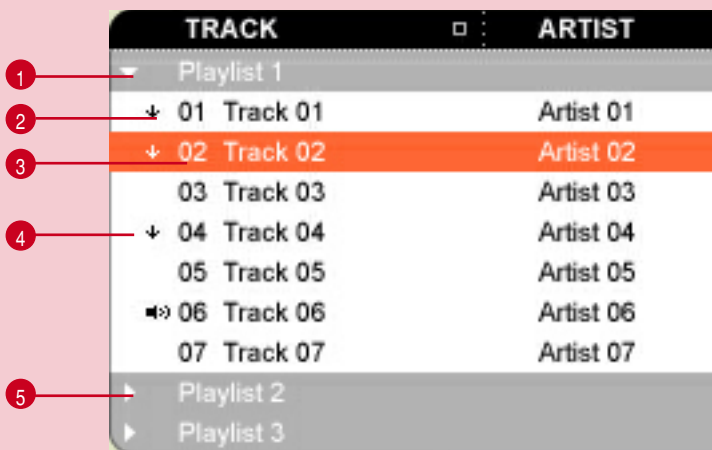 TRACK ARTIST
1 Playlist 1
2 01 Track 01 Artist 01
3 02 Track 02 Artist 02
03 Track 03 Artist 03
4 04 Track 04 Artist 04
05 Track 05 Artist 05
06 Track 06 Artist 06
07 Track 07 Artist 07
5 Playlist 2
Playlist 3